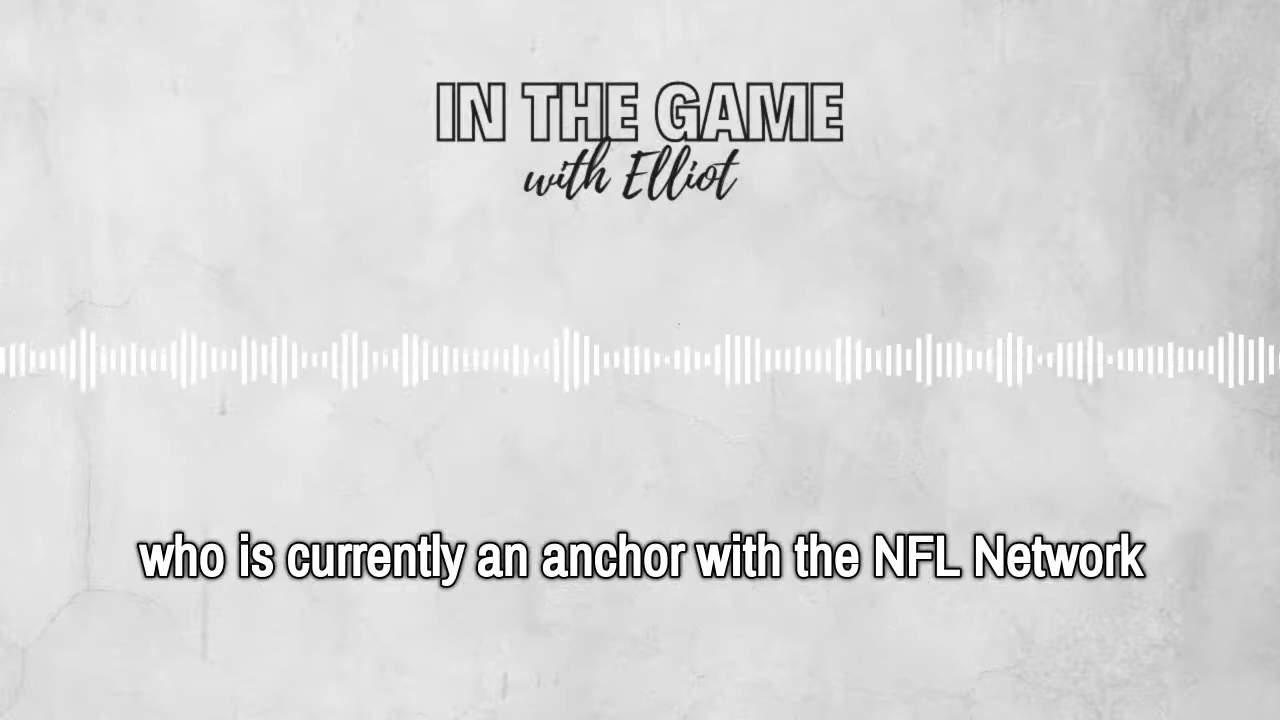 IN THE GAME
with Elliot
who is currently an anchor with the NFL Network